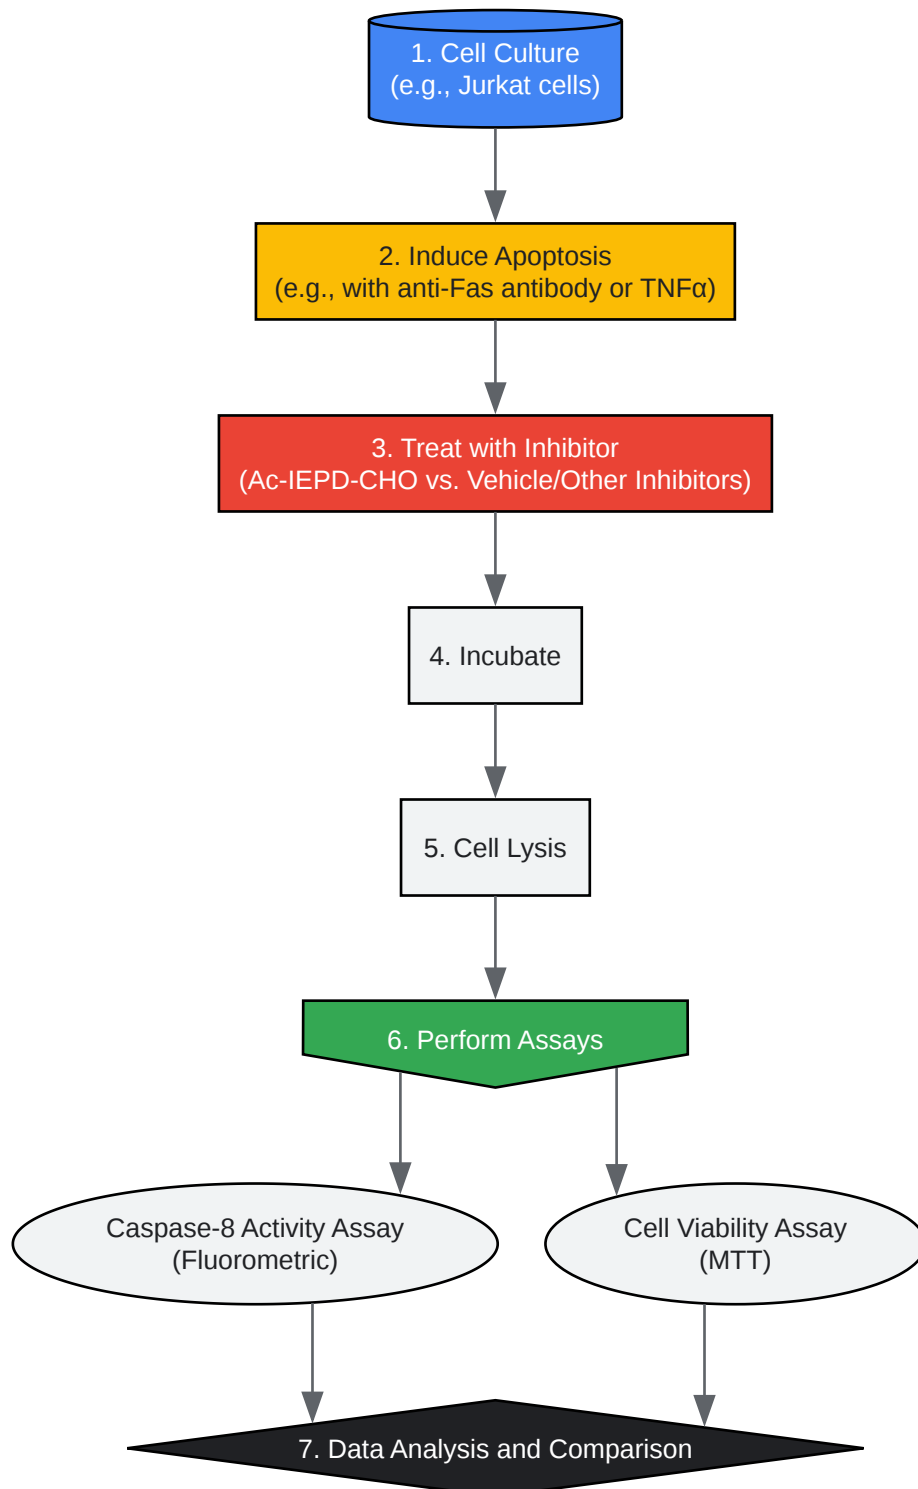 1. Cell Culture
(e.g., Jurkat cells)
2. Induce Apoptosis
(e.g., with anti-Fas antibody or TNFα)
3. Treat with Inhibitor
(Ac-IEPD-CHO vs. Vehicle/Other Inhibitors)
4. Incubate
5. Cell Lysis
6. Perform Assays
Caspase-8 Activity Assay
(Fluorometric)
Cell Viability Assay
(MTT)
7. Data Analysis and Comparison